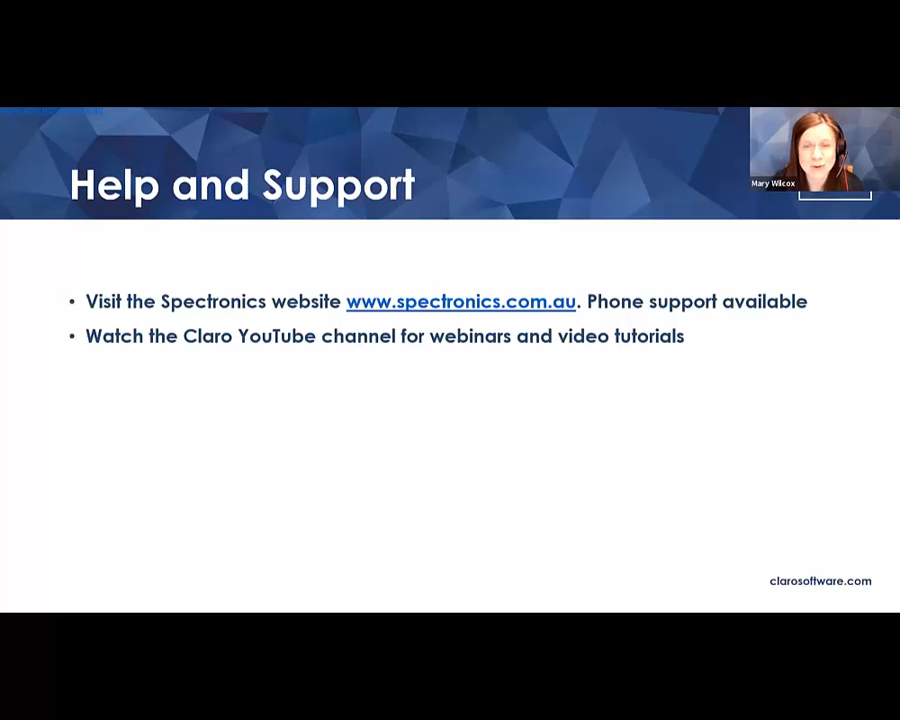 Help and Support
Mary Wilcox
• Visit the Spectronics website www.spectronics.com.au. Phone support available
• Watch the Claro YouTube channel for webinars and video tutorials
clarosoftware.com